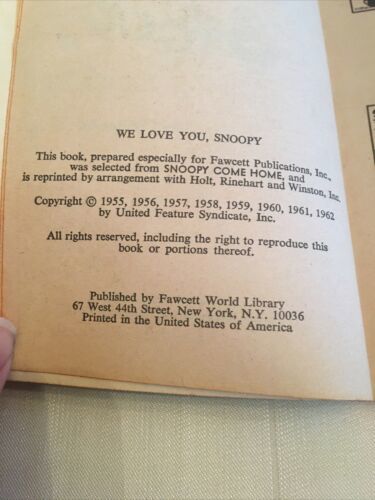 WE LOVE YOU, SNOOPY
This book, prepared especially for Fawcett Publications, Inc.,
was selected from SNOOPY COME HOME, and
is reprinted by arrangement with Holt, Rinehart and Winston, Inc.
Copyright © 1955, 1956, 1957, 1958, 1959, 1960, 1961, 1962
by United Feature Syndicate, Inc.
All rights reserved, including the right to reproduce this
book or portions thereof.
Published by Fawcett World Library
67 West 44th Street, New York, N.Y. 10036
Printed in the United States of America